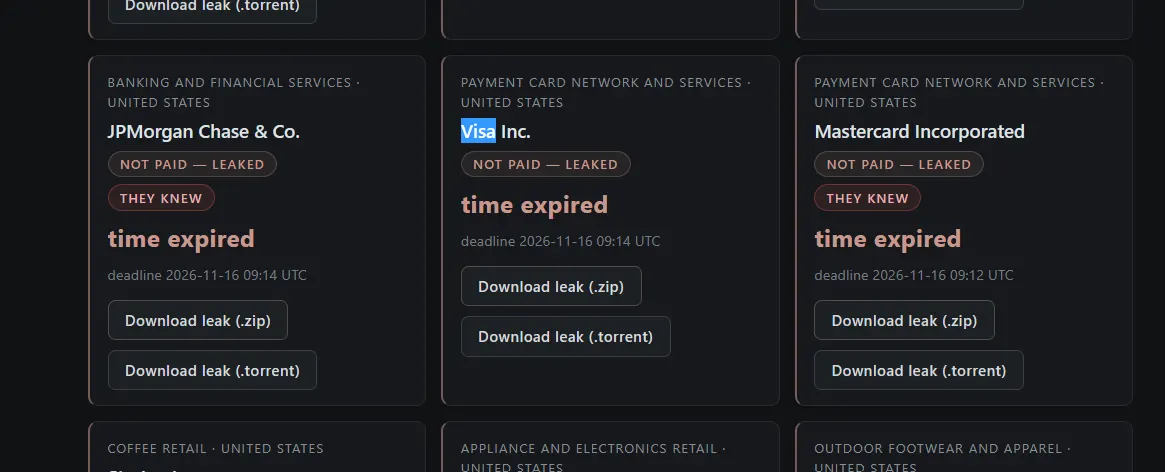 Download leak (.torrent)
BANKING AND FINANCIAL SERVICES ·
UNITED STATES
JPMorgan Chase & Co.
NOT PAID — LEAKED
THEY KNEW
time expired
deadline 2026-11-16 09:14 UTC
Download leak (.zip)
Download leak (.torrent)
PAYMENT CARD NETWORK AND SERVICES ·
UNITED STATES
Visa Inc.
NOT PAID — LEAKED
time expired
deadline 2026-11-16 09:14 UTC
Download leak (.zip)
Download leak (.torrent)
PAYMENT CARD NETWORK AND SERVICES ·
UNITED STATES
Mastercard Incorporated
NOT PAID — LEAKED
THEY KNEW
time expired
deadline 2026-11-16 09:12 UTC
Download leak (.zip)
Download leak (.torrent)
COFFEE RETAIL · UNITED STATES
APPLIANCE AND ELECTRONICS RETAIL ·
UNITED STATES
OUTDOOR FOOTWEAR AND APPAREL ·
UNITED STATES